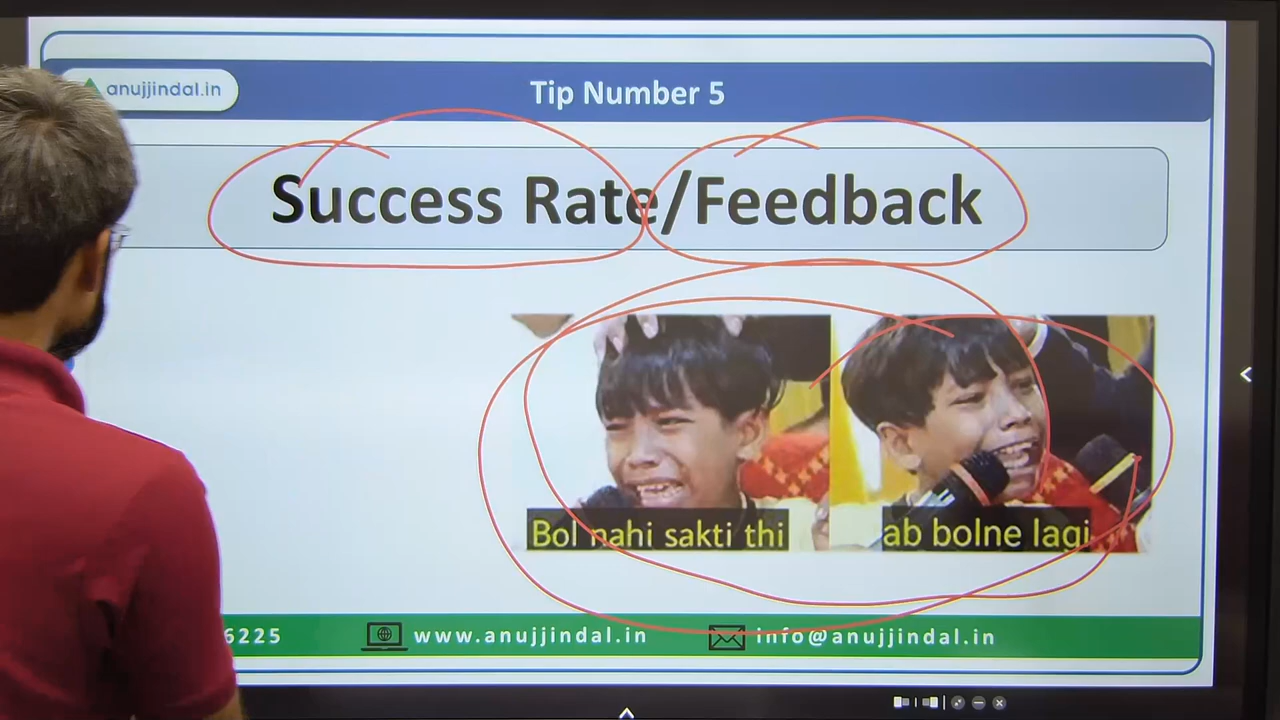 anujjindal.in
Tip Number 5
Success Rate/Feedback
Bol nahi sakti thi
ab bolne lagi
6225
www.anujjindal.in
info@anujjindal.in